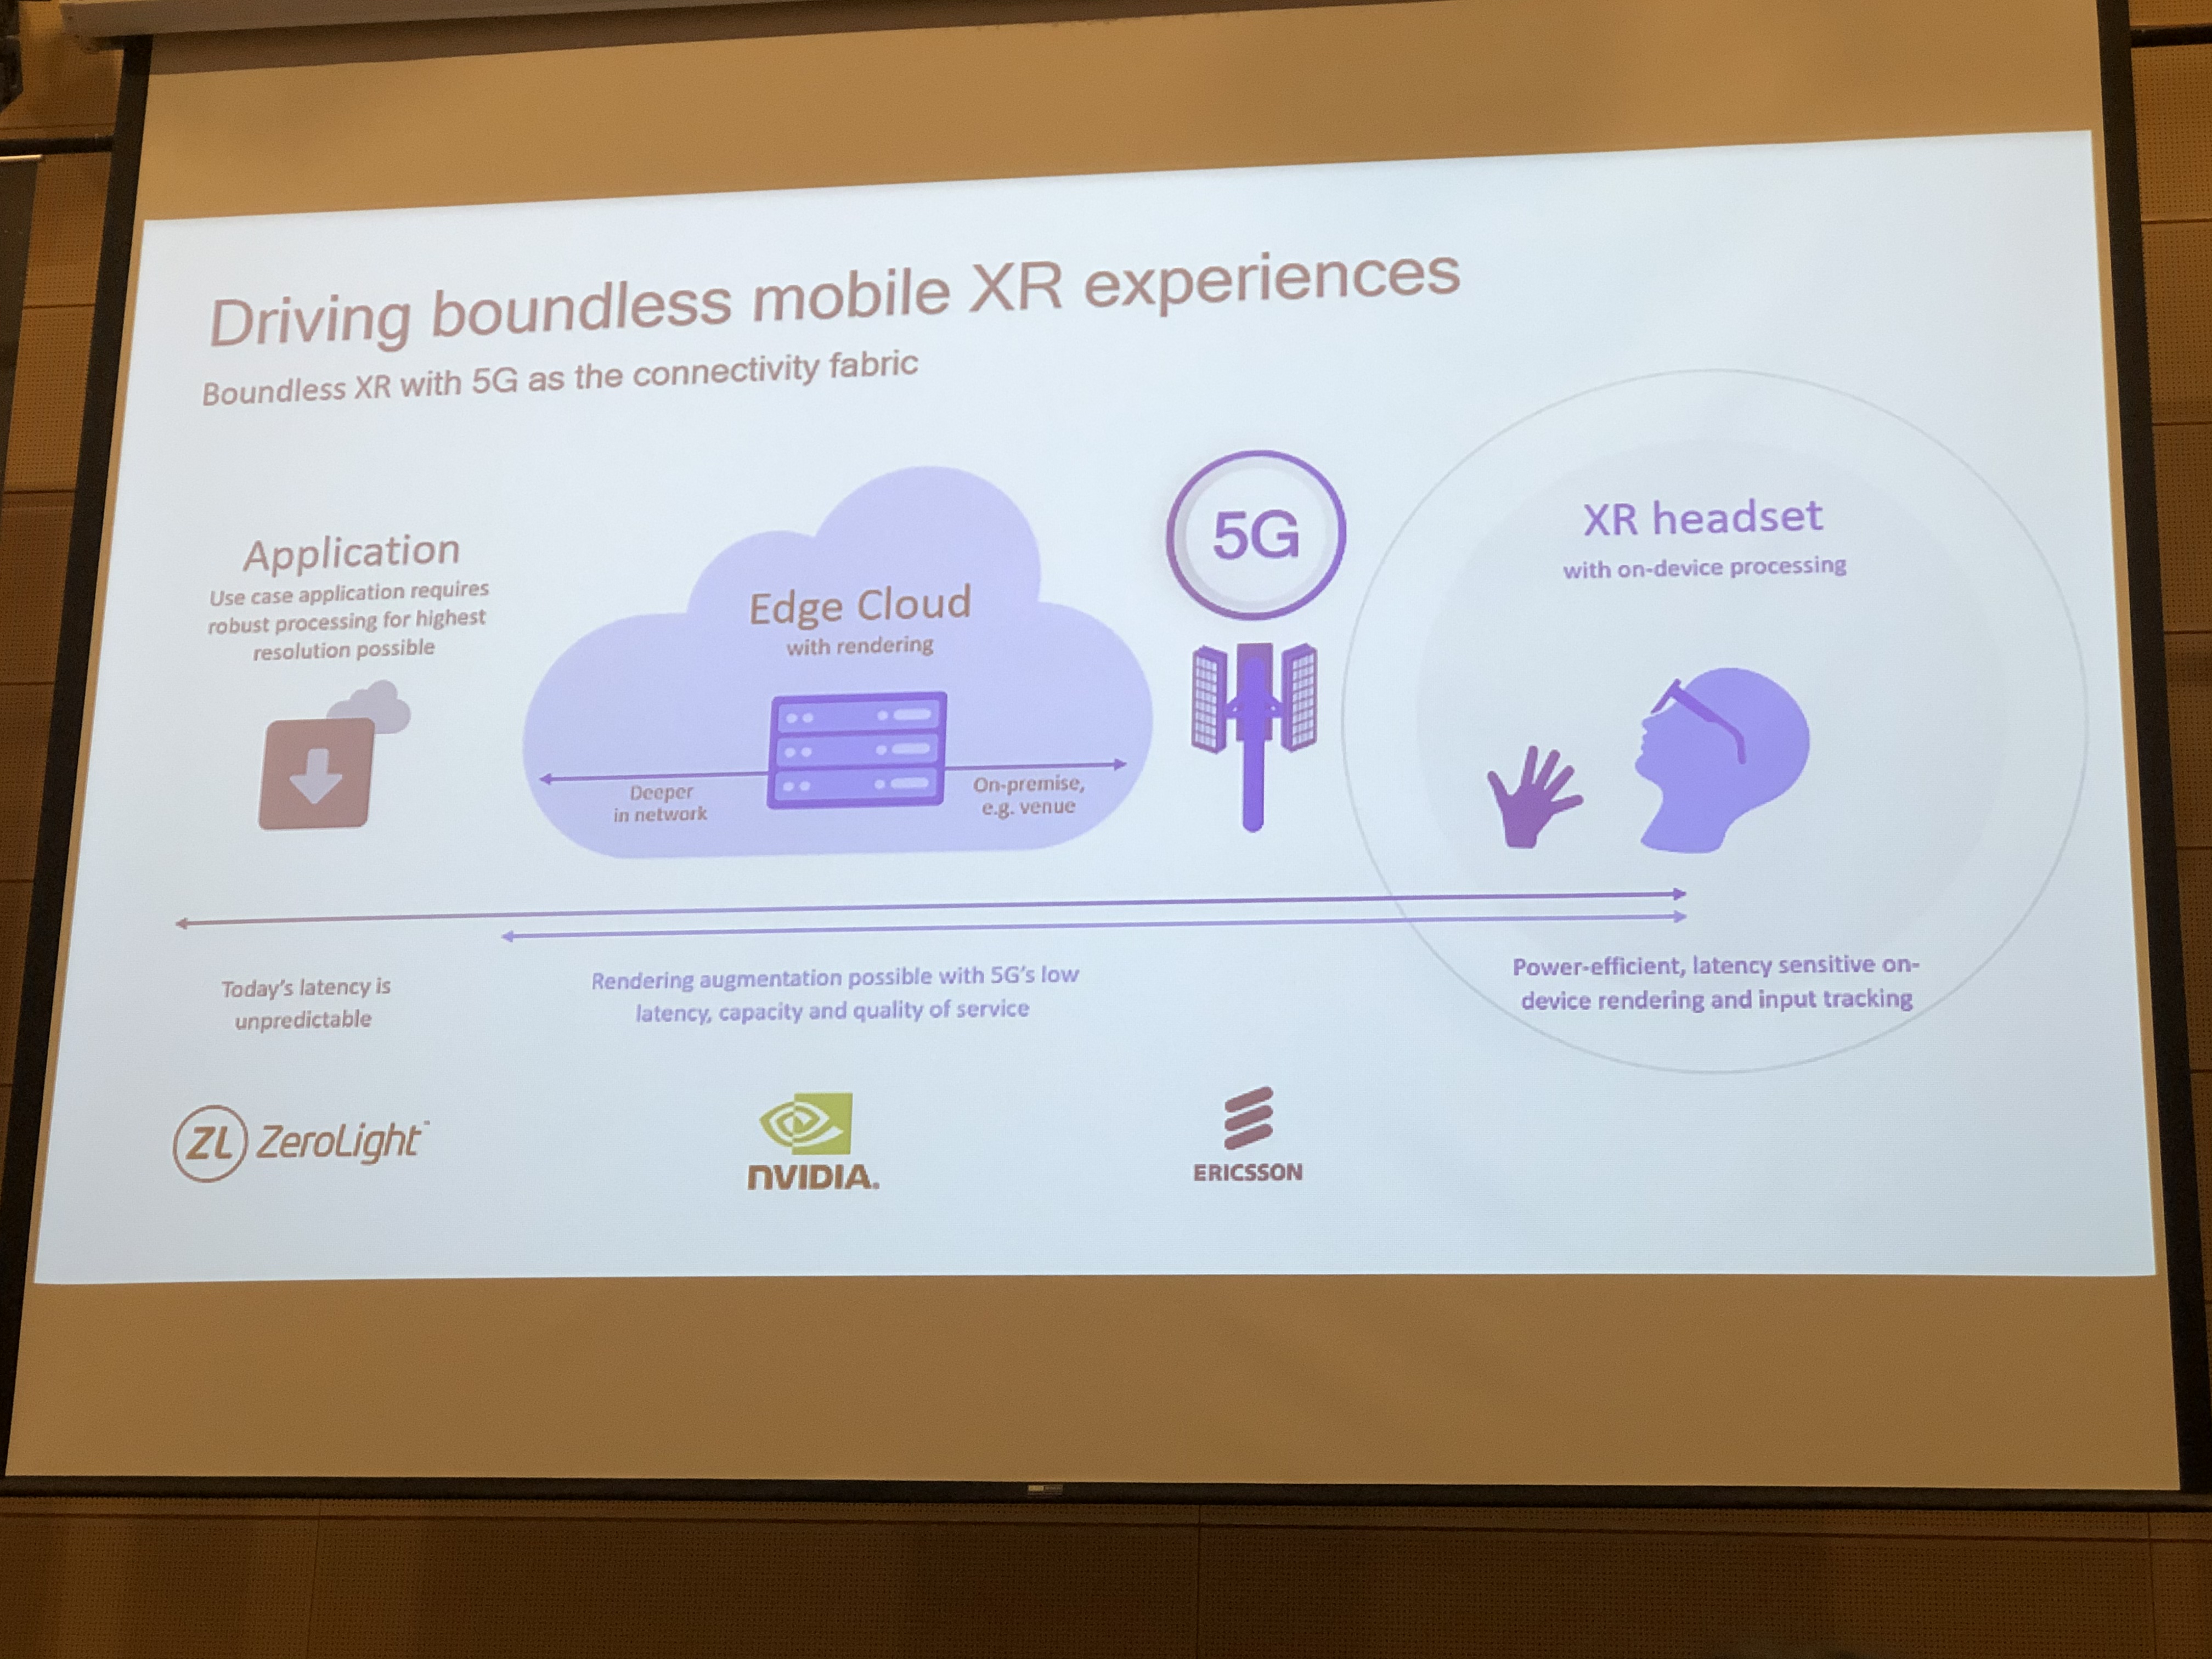 Driving boundless mobile XR experiences
Boundless XR with 5G as the connectivity fabric
Application
Use case application requires
robust processing for highest
resolution possible
Edge Cloud
with rendering
Deeper
in network
On-premise,
e.g. venue
5G
XR headset
with on-device processing
Today's latency is
unpredictable
Rendering augmentation possible with 5G's low
latency, capacity and quality of service
Power-efficient, latency sensitive on-
device rendering and input tracking
ZL ZeroLight™
NVIDIA.
ERICSSON